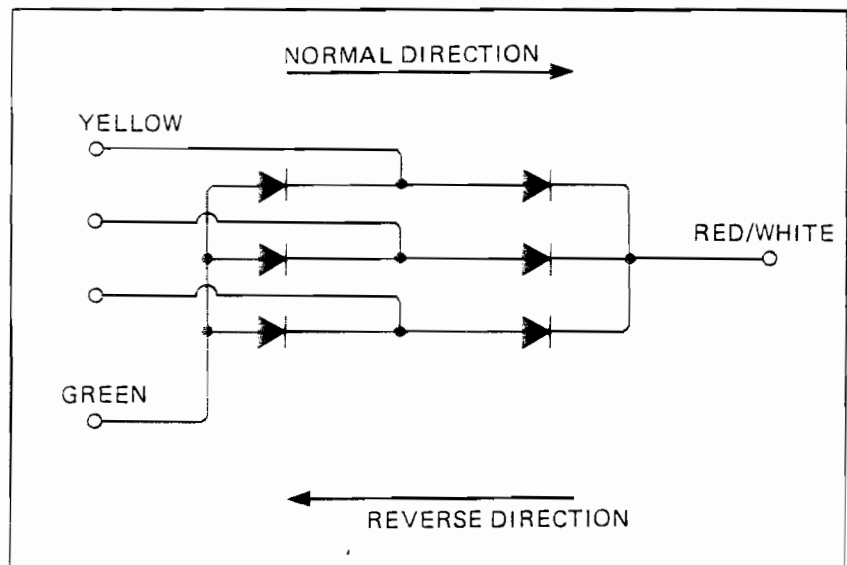 NORMAL DIRECTION
YELLOW
RED/WHITE
GREEN
REVERSE DIRECTION